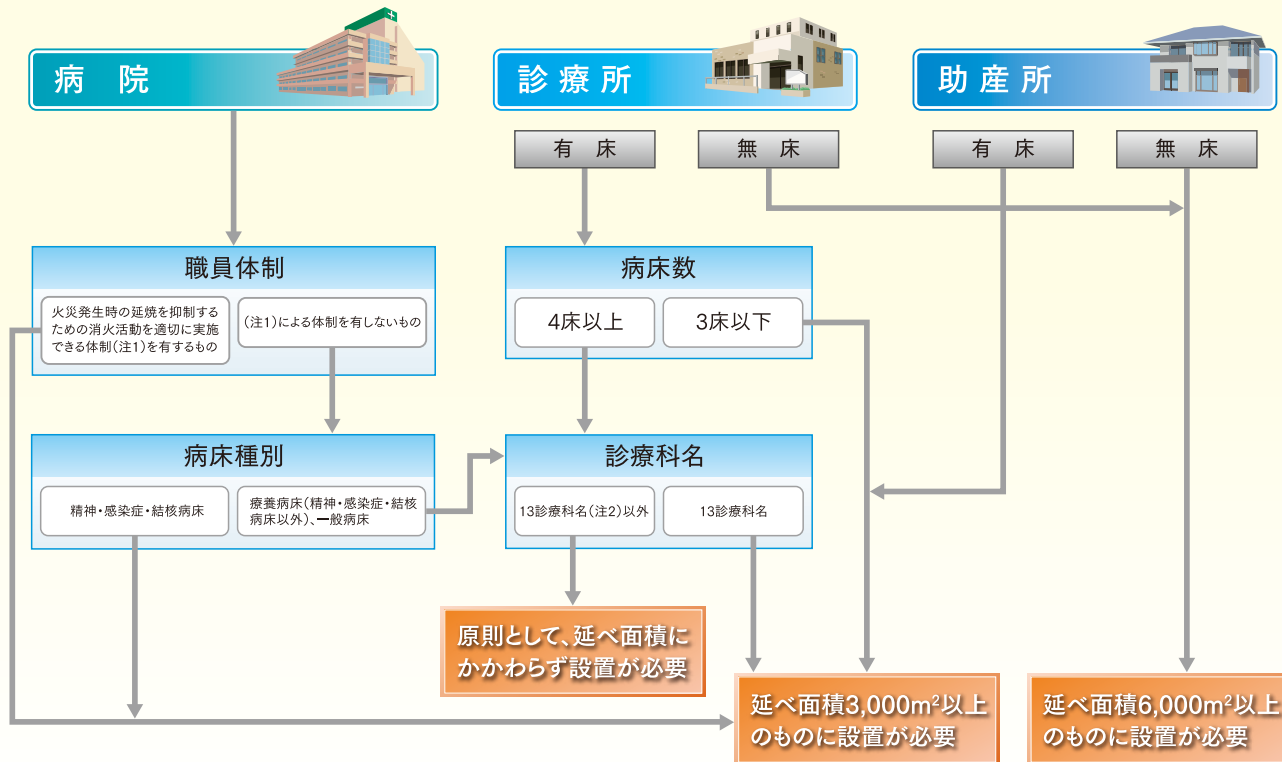 病 院
診療所
助産所
有 床
無 床
有 床
無 床
職員体制
火災発生時の延焼を抑制する
ための消火活動を適切に実施
できる体制(注1)を有するもの
(注1)による体制を有しないもの
病床数
4床以上
3床以下
病床種別
精神・感染症・結核病床
療養病床(精神・感染症・結核
病床以外)、一般病床
診療科名
13診療科名(注2)以外
13診療科名
原則として、延べ面積に
かかわらず設置が必要
延べ面積3,000m²以上
のものに設置が必要
延べ面積6,000m²以上
のものに設置が必要